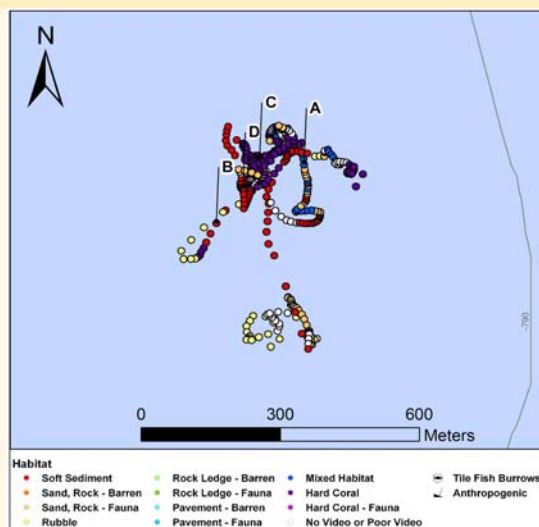 N
C
A
D
B
-790
0 300 600
Meters
Habitat
Soft Sediment
Sand, Rock - Barren
Sand, Rock - Fauna
Rubble
Rock Ledge - Barren
Rock Ledge - Fauna
Pavement - Barren
Pavement - Fauna
Mixed Habitat
Hard Coral
Hard Coral - Fauna
No Video or Poor Video
Tile Fish Burrows
Anthropogenic